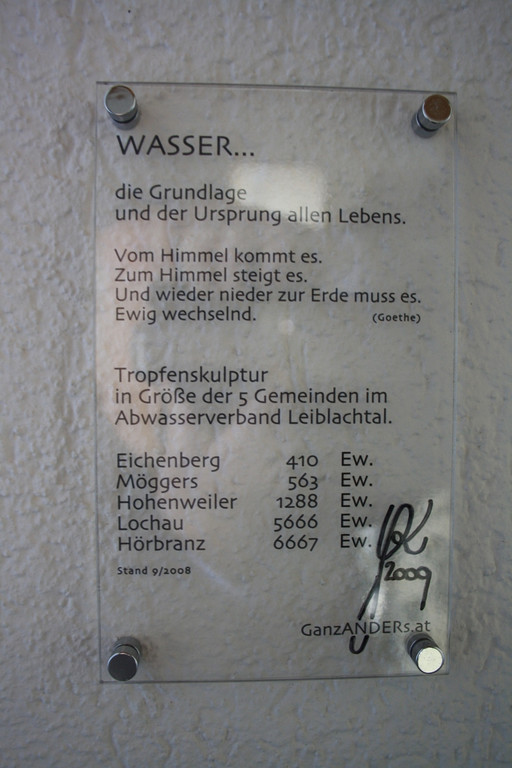 WASSER...
die Grundlage
und der Ursprung allen Lebens.
Vom Himmel kommt es.
Zum Himmel steigt es.
Und wieder nieder zur Erde muss es.
Ewig wechselnd. (Goethe)
Tropfenskulptur
in Größe der 5 Gemeinden im
Abwasserverband Leiblachtal.
Eichenberg 410 Ew.
Möggers 563 Ew.
Hohenweiler 1288 Ew.
Lochau 5666 Ew.
Hörbranz 6667 Ew.
Stand 9/2008
2009
GanzANDERs.at